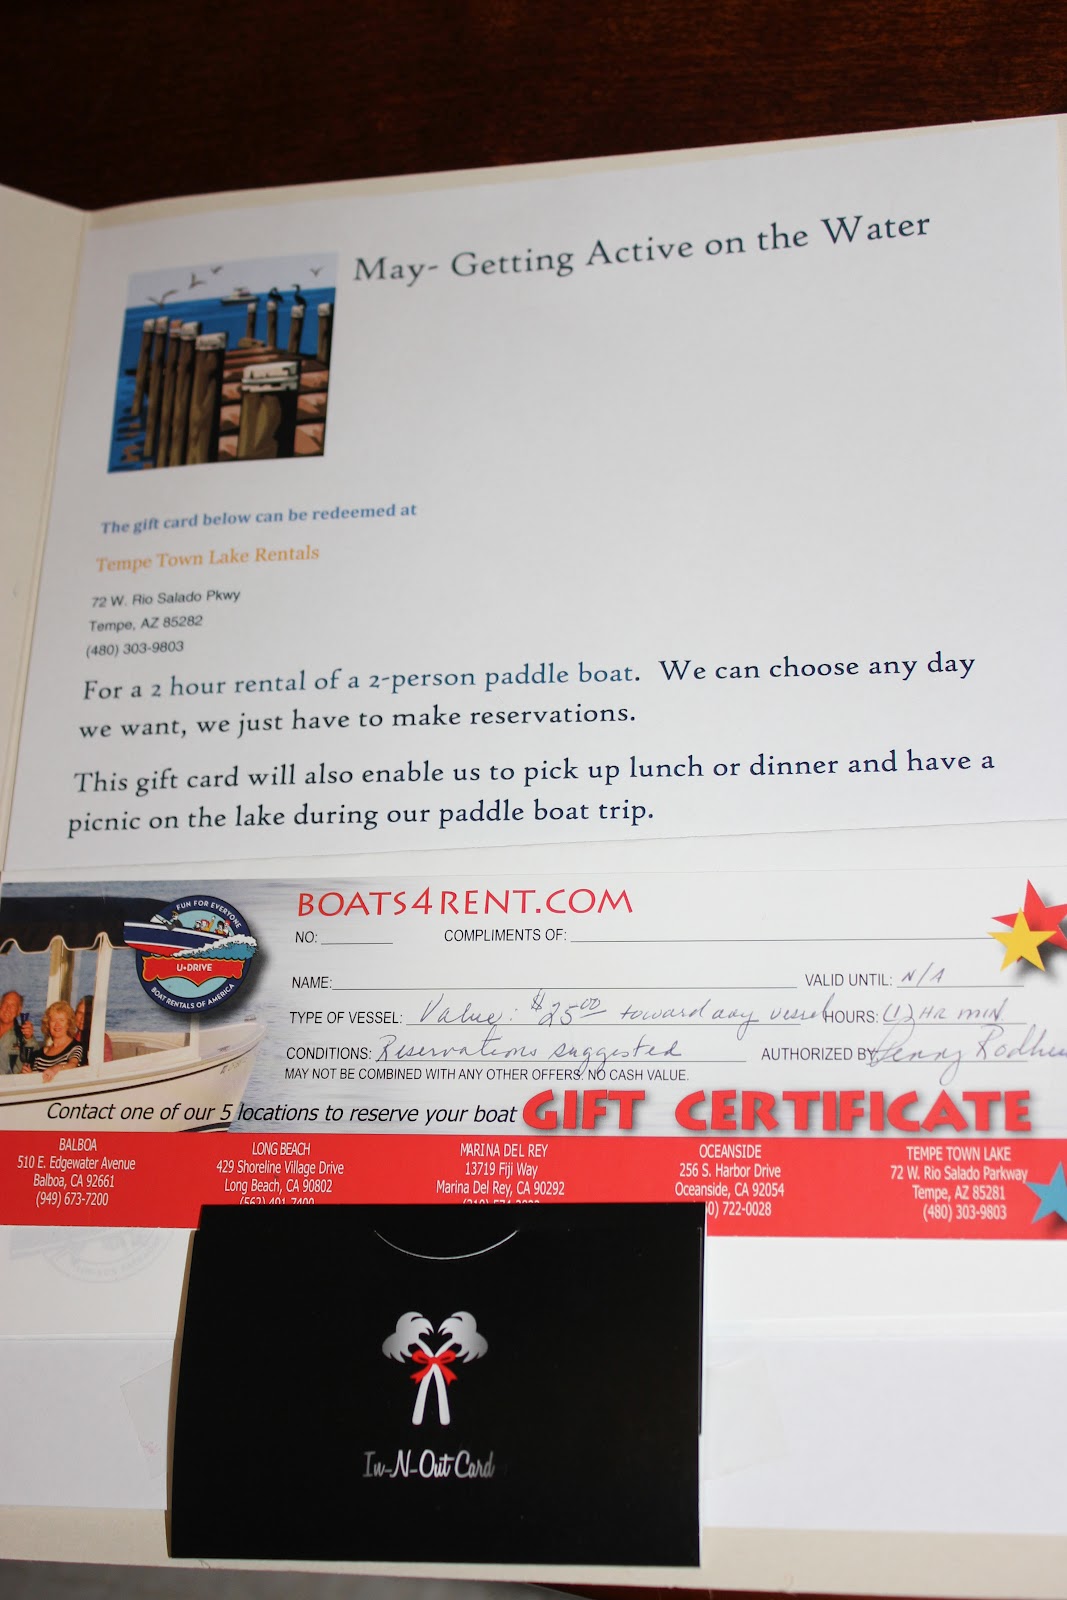 May- Getting Active on the Water
The gift card below can be redeemed at
Tempe Town Lake Rentals
72 W. Rio Salado Pkwy
Tempe, AZ 85282
(480) 303-9803
For a 2 hour rental of a 2-person paddle boat. We can choose any day
we want, we just have to make reservations.
This gift card will also enable us to pick up lunch or dinner and have a
picnic on the lake during our paddle boat trip.
FUN FOR EVERYONE
U•DRIVE
BOAT RENTALS OF AMERICA
BOATS4RENT.COM
NO: COMPLIMENTS OF:
NAME: VALID UNTIL: N/A
TYPE OF VESSEL: Value: $25.00 toward any vessel HOURS: (1) HR MIN
CONDITIONS: Reservations suggested AUTHORIZED BY Penny
MAY NOT BE COMBINED WITH ANY OTHER OFFERS. NO CASH VALUE.
Contact one of our 5 locations to reserve your boat GIFT CERTIFICATE
BALBOA
510 E. Edgewater Avenue
Balboa, CA 92661
(949) 673-7200
LONG BEACH
429 Shoreline Village Drive
Long Beach, CA 90802
(562) 491-7400
MARINA DEL REY
13719 Fiji Way
Marina Del Rey, CA 90292
OCEANSIDE
256 S. Harbor Drive
Oceanside, CA 92054
0) 722-0028
TEMPE TOWN LAKE
72 W. Rio Salado Parkway
Tempe, AZ 85281
(480) 303-9803
In-N-Out Card